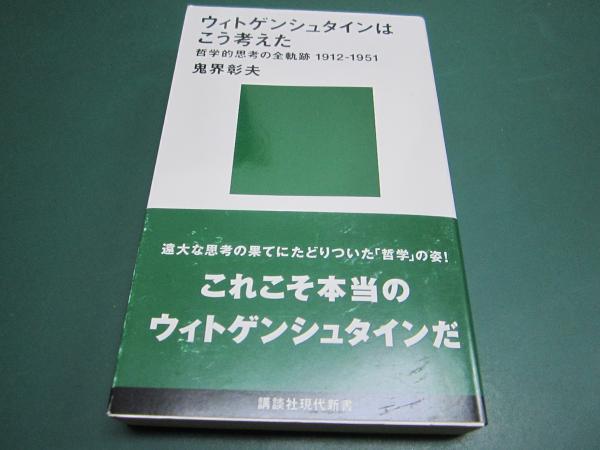 ウィトゲンシュタインは
こう考えた
哲学的思考の全軌跡 1912-1951
鬼界彰夫
遠大な思考の果てにたどりついた「哲学」の姿!
これこそ本当の
ウィトゲンシュタインだ
講談社現代新書